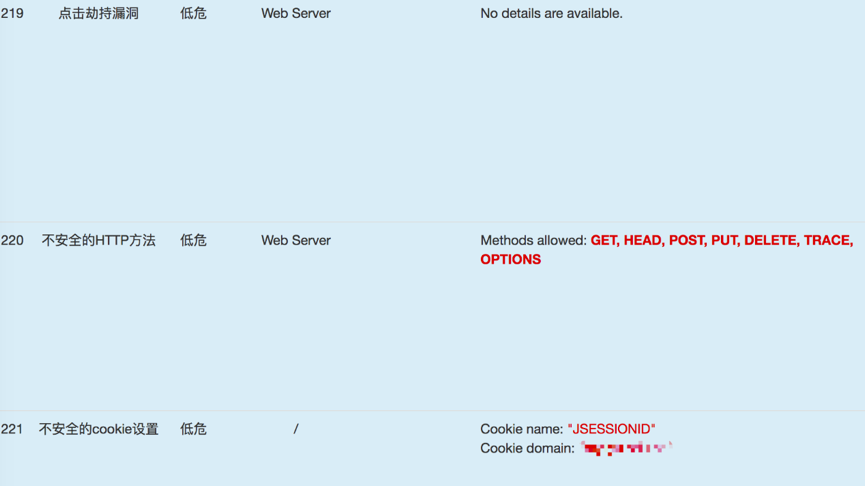 219 点击劫持漏洞 低危 Web Server No details are available.
220 不安全的HTTP方法 低危 Web Server Methods allowed: GET, HEAD, POST, PUT, DELETE, TRACE,
OPTIONS
221 不安全的cookie设置 低危 / Cookie name: "JSESSIONID"
Cookie domain: